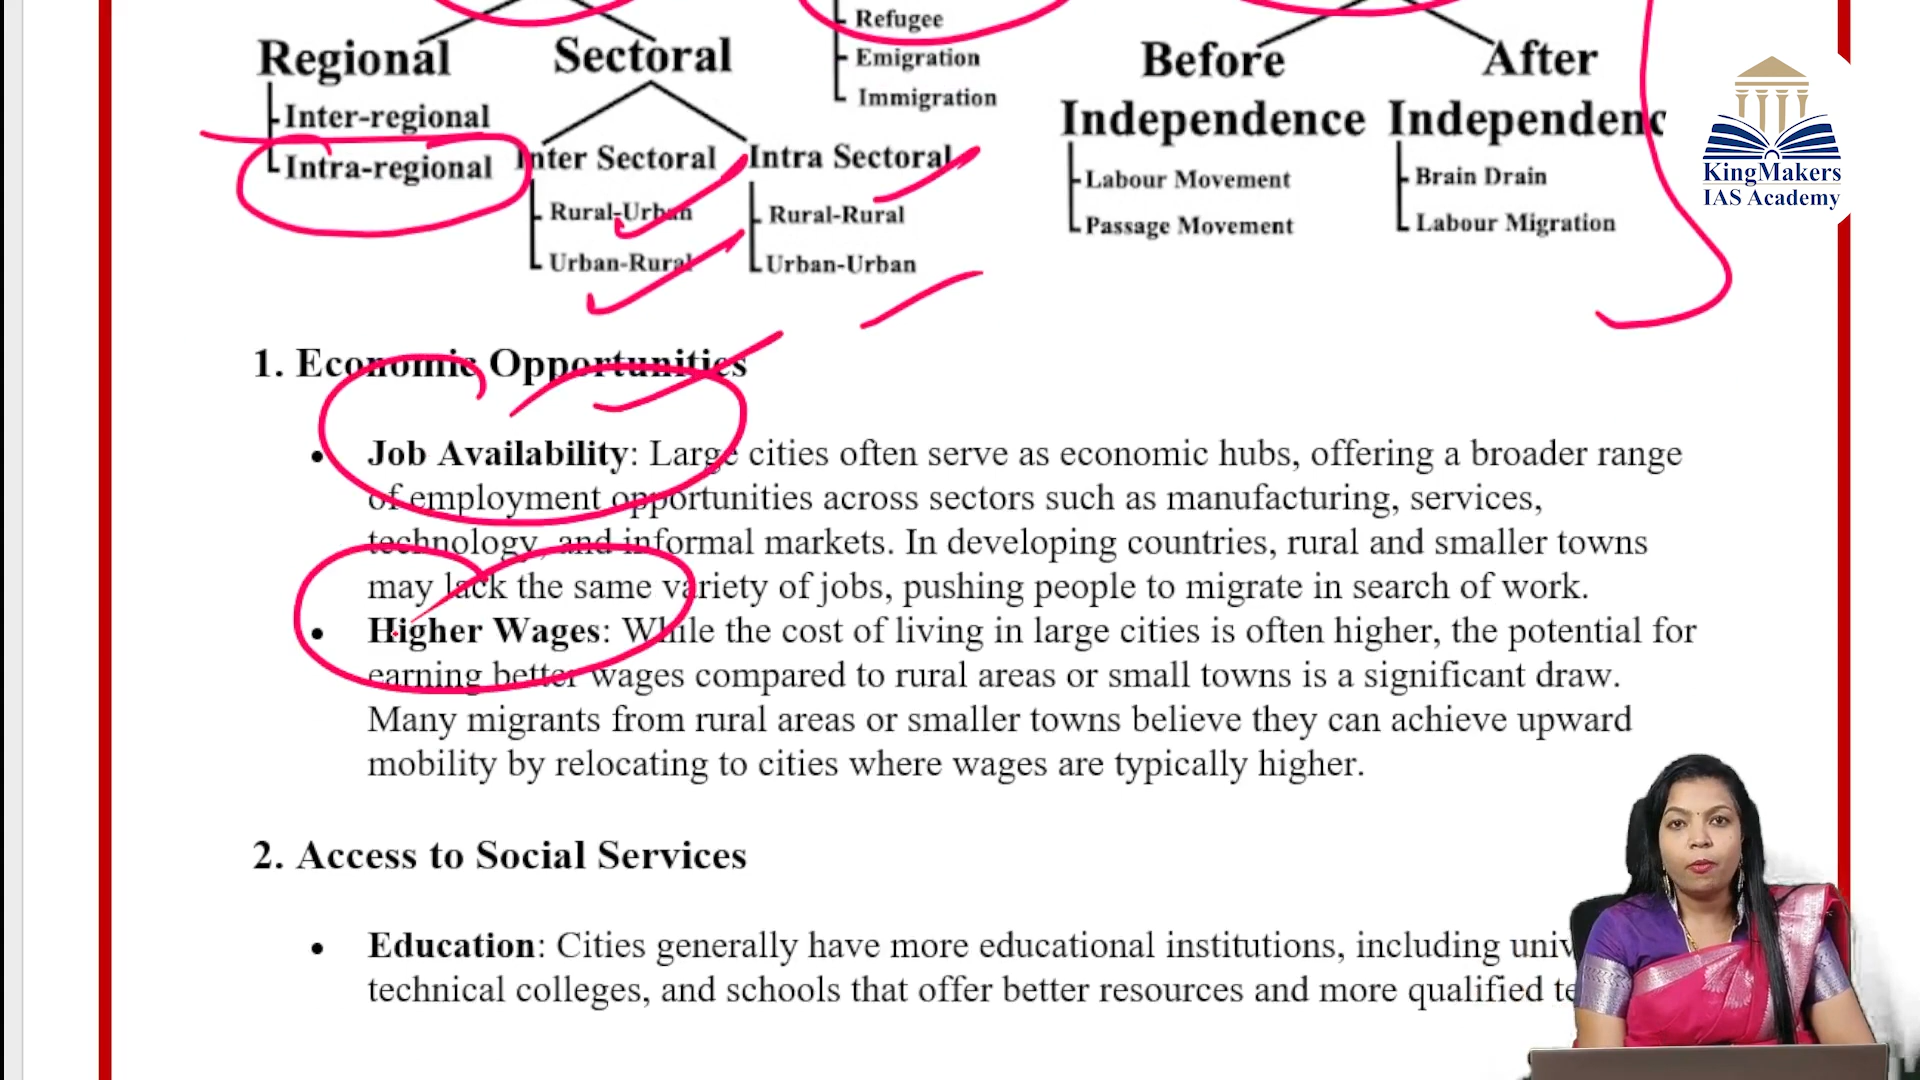 Refugee
Regional
Sectoral
Emigration
Before
After
Immigration
Inter-regional
Independence
Independenc
KingMakers
IAS Academy
Intra-regional
Inter Sectoral
Intra Sectoral
Labour Movement
Brain Drain
Rural-Urban
Rural-Rural
Passage Movement
Labour Migration
Urban-Rural
Urban-Urban
1. Economic Opportunities
• Job Availability: Large cities often serve as economic hubs, offering a broader range
of employment opportunities across sectors such as manufacturing, services,
technology, and informal markets. In developing countries, rural and smaller towns
may lack the same variety of jobs, pushing people to migrate in search of work.
• Higher Wages: While the cost of living in large cities is often higher, the potential for
earning better wages compared to rural areas or small towns is a significant draw.
Many migrants from rural areas or smaller towns believe they can achieve upward
mobility by relocating to cities where wages are typically higher.
2. Access to Social Services
• Education: Cities generally have more educational institutions, including univ
technical colleges, and schools that offer better resources and more qualified te